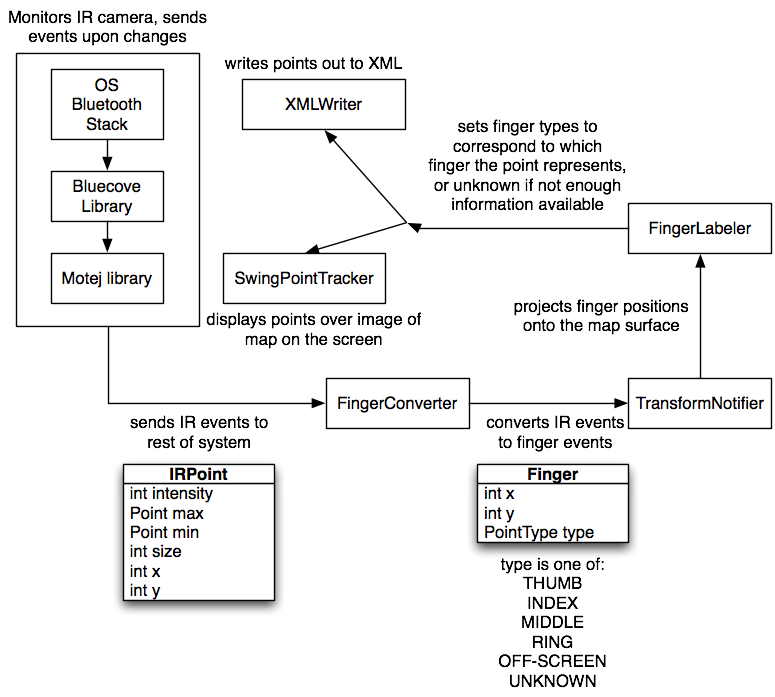 Monitors IR camera, sends
events upon changes
OS
Bluetooth
Stack
Bluecove
Library
Motej library
writes points out to XML
XMLWriter
sets finger types to
correspond to which
finger the point represents,
or unknown if not enough
information available
FingerLabeler
SwingPointTracker
displays points over image of
map on the screen
projects finger positions
onto the map surface
FingerConverter
TransformNotifier
sends IR events to
rest of system
converts IR events
to finger events
IRPoint
int intensity
Point max
Point min
int size
int x
int y
Finger
int x
int y
PointType type
type is one of:
THUMB
INDEX
MIDDLE
RING
OFF-SCREEN
UNKNOWN